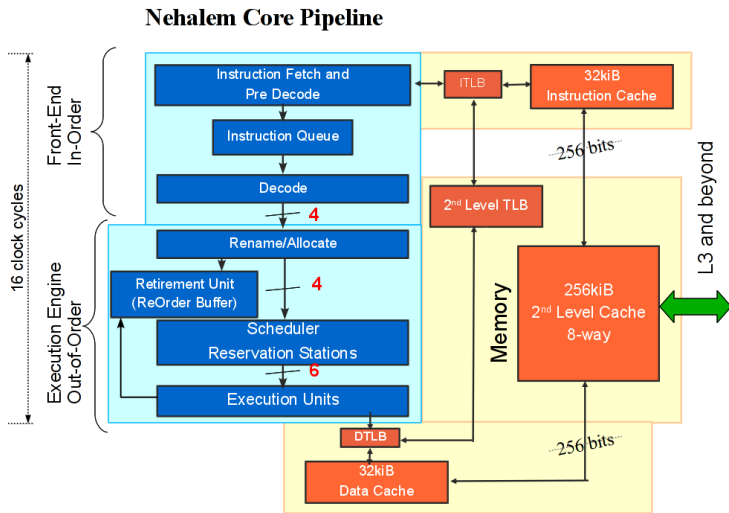 Nehalem Core Pipeline
16 clock cycles
Front-End
In-Order
Execution Engine
Out-of-Order
Instruction Fetch and
Pre Decode
Instruction Queue
Decode
4
Rename/Allocate
Retirement Unit
(ReOrder Buffer)
4
Scheduler
Reservation Stations
6
Execution Units
ITLB
32kiB
Instruction Cache
256 bits
2nd Level TLB
Memory
256kiB
2nd Level Cache
8-way
L3 and beyond
DTLB
32kiB
Data Cache
256 bits